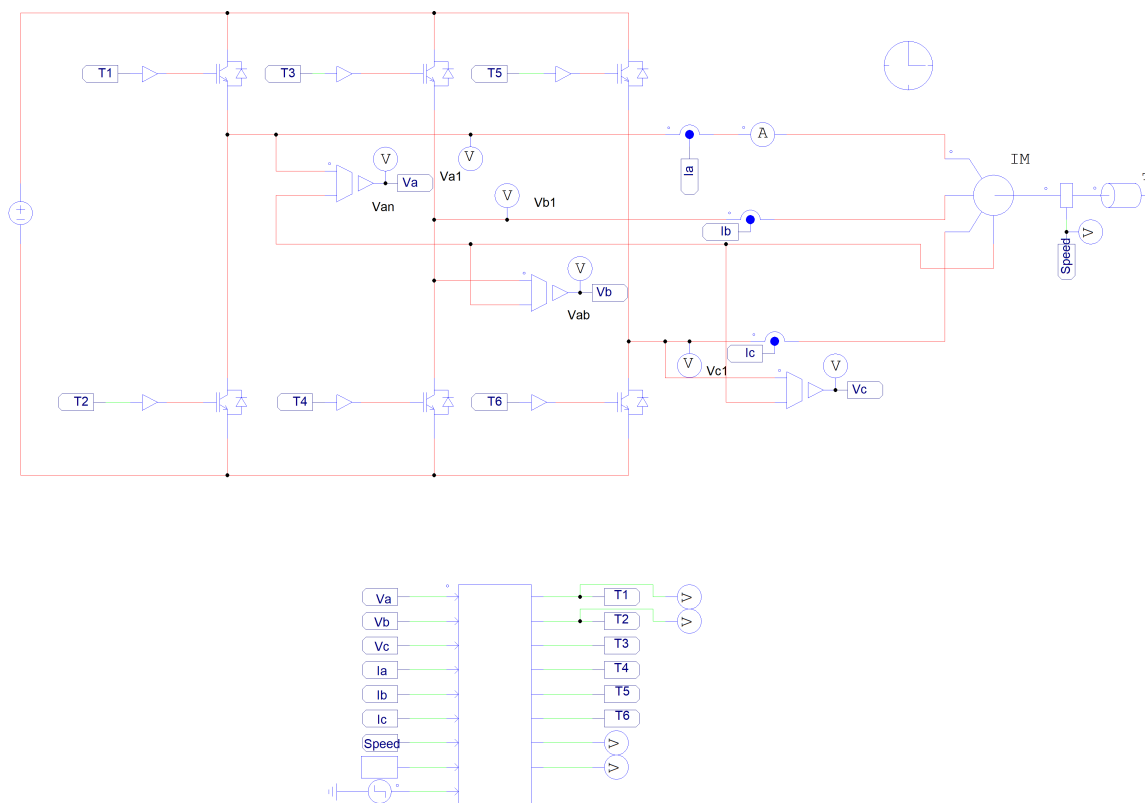 T1
T3
T5
A
IM
V
V
Va
Va1
Ia
Van
V
Vb1
Ib
V
Speed
V
Vb
Vab
V
Vc1
Ic
V
Vc
T2
T4
T6
Va
T1
V
Vb
T2
V
Vc
T3
Ia
T4
Ib
T5
Ic
T6
Speed
V
V